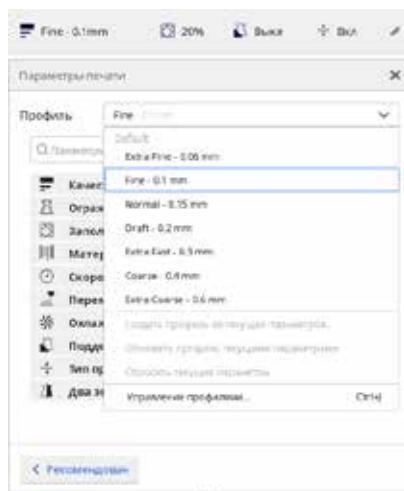 Fine - 0.1mm 20% Выкл Вкл
Параметры печати
Профиль Fine
Default
Extra Fine - 0.06 mm
Fine - 0.1 mm
Normal - 0.15 mm
Draft - 0.2 mm
Extra Fast - 0.3 mm
Coarse - 0.4 mm
Extra Coarse - 0.6 mm
Качес
Ограж
Запол
Матер
Скоро
Перем
Охлаж
Подде
Тип пр
Два эк
Создать профиль из текущих параметров...
Обновить профиль текущими параметрами
Сбросить текущие параметры
Управление профилями... Ctrl+J
Рекомендован